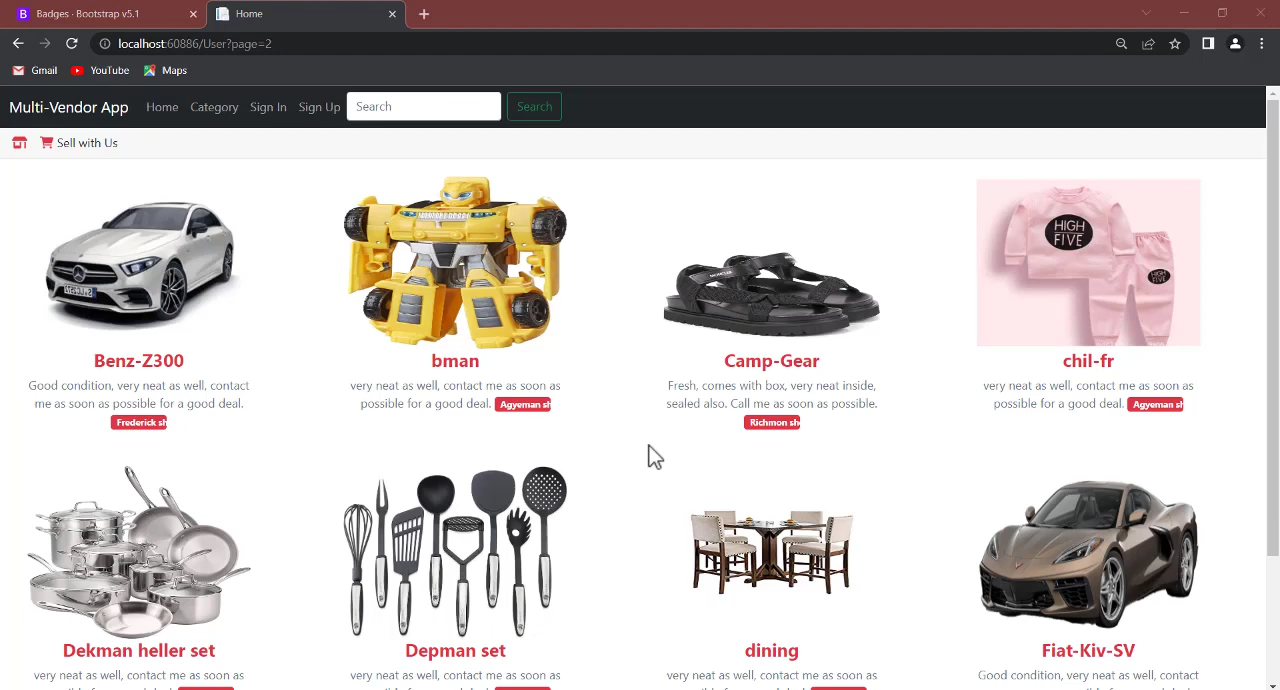 B Badges · Bootstrap v5.1
Home
localhost:60886/User?page=2
Gmail YouTube Maps
Multi-Vendor App Home Category Sign In Sign Up Search Search
Sell with Us
HIGH
FIVE
HIGH
FIVE
Benz-Z300
Good condition, very neat as well, contact
me as soon as possible for a good deal.
Frederick sh
bman
very neat as well, contact me as soon as
possible for a good deal. Agyeman sh
Camp-Gear
Fresh, comes with box, very neat inside,
sealed also. Call me as soon as possible.
Richmon sho
chil-fr
very neat as well, contact me as soon as
possible for a good deal. Agyeman sh
Dekman heller set
very neat as well, contact me as soon as
Depman set
very neat as well, contact me as soon as
dining
very neat as well, contact me as soon as
Fiat-Kiv-SV
Good condition, very neat as well, contact